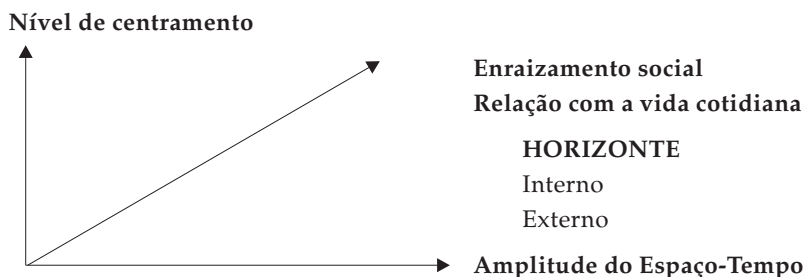 Nível de centramento
Enraizamento social
Relação com a vida cotidiana
HORIZONTE
Interno
Externo
Amplitude do Espaço-Tempo